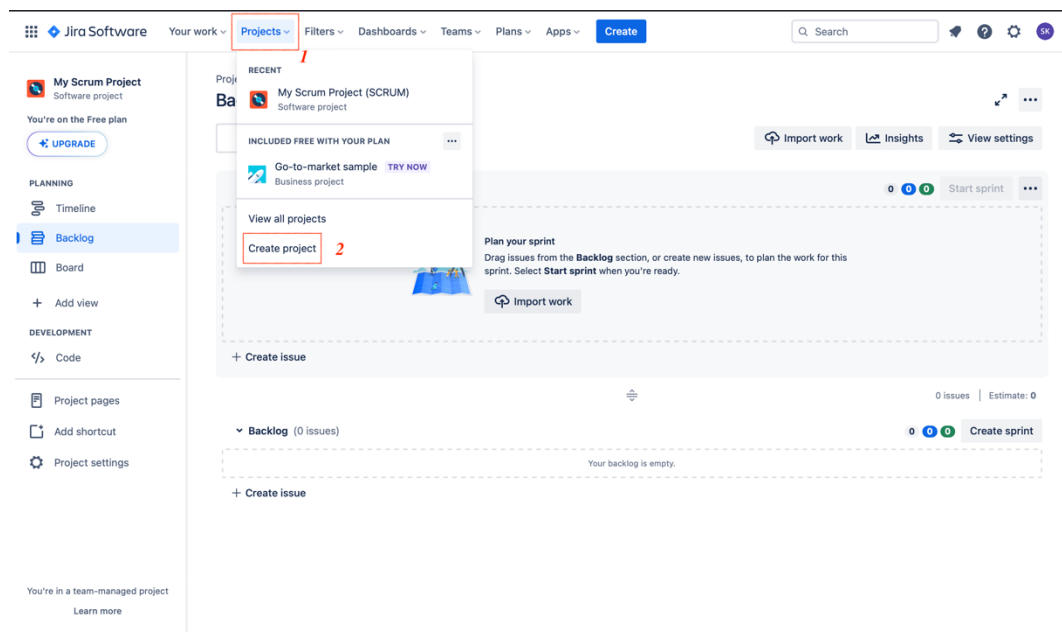 Jira Software
Your work
Projects
Filters
Dashboards
Teams
Plans
Apps
Create
Search
SK
1
My Scrum Project
Software project
You're on the Free plan
UPGRADE
PLANNING
Timeline
Backlog
Board
Add view
DEVELOPMENT
Code
Project pages
Add shortcut
Project settings
You're in a team-managed project
Learn more
Proje
Ba
RECENT
My Scrum Project (SCRUM)
Software project
INCLUDED FREE WITH YOUR PLAN
Go-to-market sample TRY NOW
Business project
View all projects
Create project 2
Import work
Insights
View settings
0 0 0 Start sprint
Plan your sprint
Drag issues from the Backlog section, or create new issues, to plan the work for this
sprint. Select Start sprint when you're ready.
Import work
+ Create issue
0 issues | Estimate: 0
Backlog (0 issues)
0 0 0 Create sprint
Your backlog is empty.
+ Create issue